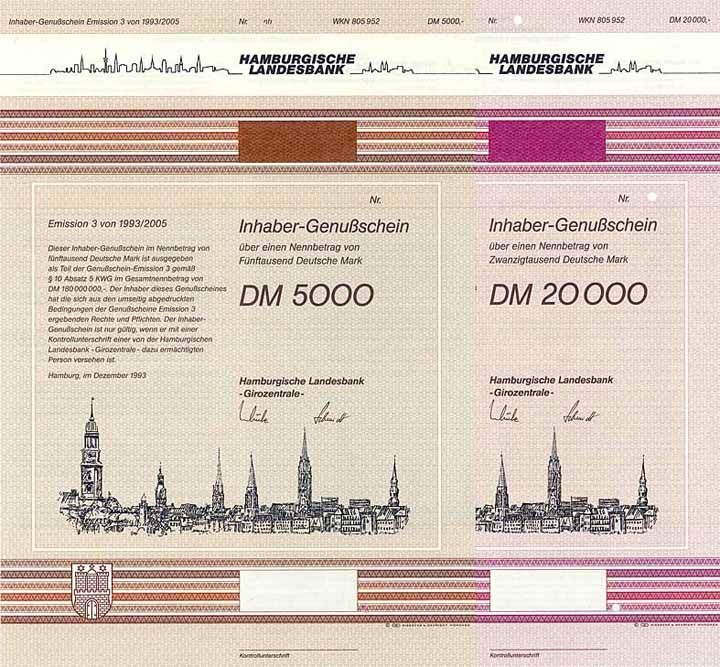 Inhaber-Genußschein Emission 3 von 1993/2005 Nr. WKN 805 952 DM 5000,-
HAMBURGISCHE
LANDESBANK
Nr.
Emission 3 von 1993/2005
Dieser Inhaber-Genußschein im Nennbetrag von
fünftausend Deutsche Mark ist ausgegeben
als Teil der Genußschein-Emission 3 gemäß
§ 10 Absatz 5 KWG im Gesamtnennbetrag von
DM 180 000 000,-. Der Inhaber dieses Genußscheines
hat die sich aus den umseitig abgedruckten
Bedingungen der Genußscheine Emission 3
ergebenden Rechte und Pflichten. Der Inhaber-
Genußschein ist nur gültig, wenn er mit einer
Kontrollunterschrift einer von der Hamburgischen
Landesbank - Girozentrale - dazu ermächtigten
Person versehen ist.
Hamburg, im Dezember 1993
Inhaber-Genußschein
über einen Nennbetrag von
Fünftausend Deutsche Mark
DM 5000
Hamburgische Landesbank
-Girozentrale-
Kontrollunterschrift
Nr. WKN 805 952 DM 20 000,-
HAMBURGISCHE
LANDESBANK
Nr.
Inhaber-Genußschein
über einen Nennbetrag von
Zwanzigtausend Deutsche Mark
DM 20 000
Hamburgische Landesbank
-Girozentrale-
Kontrollunterschrift